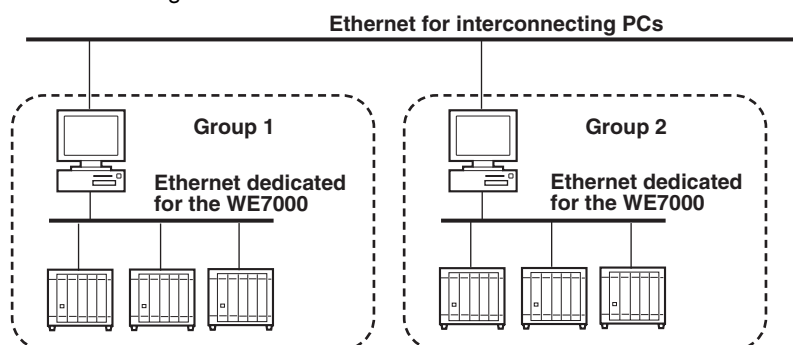 Ethernet for interconnecting PCs
Group 1
Ethernet dedicated
for the WE7000
Group 2
Ethernet dedicated
for the WE7000